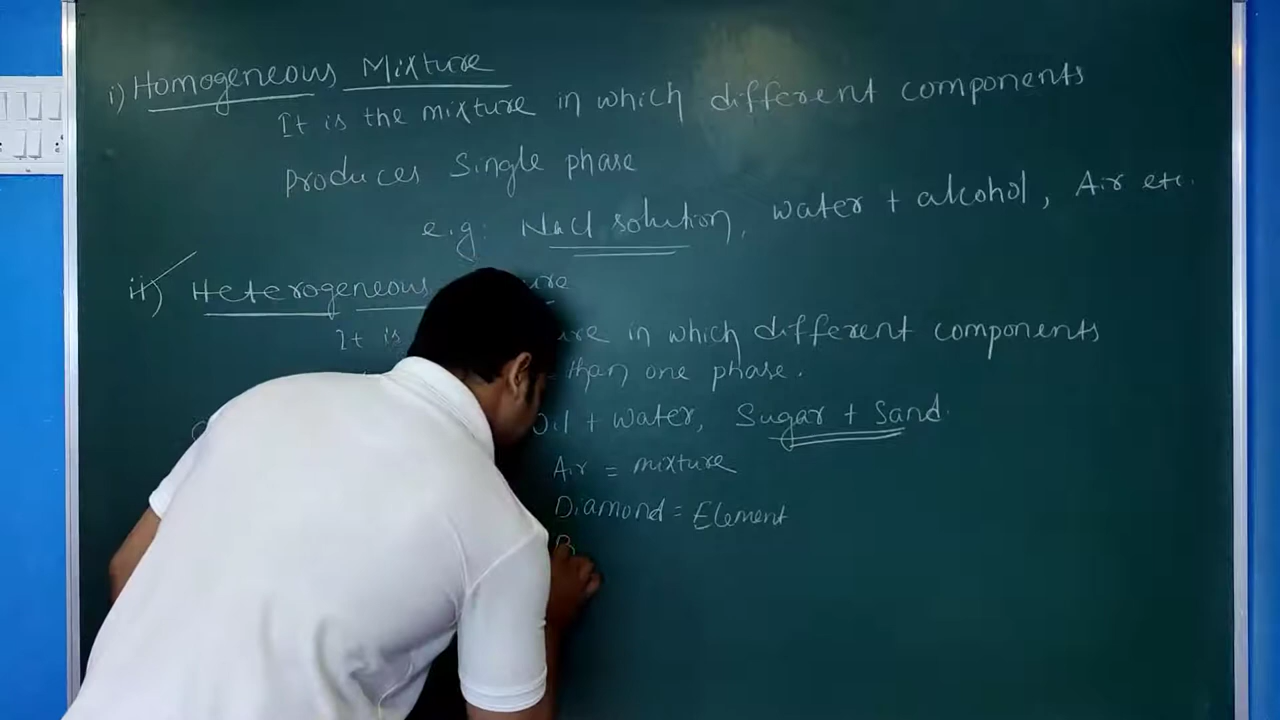 i) Homogeneous Mixture
It is the mixture in which different components
produces single phase
e.g: NaCl solution, water + alcohol, Air etc.
ii) Heterogeneous
It is in which different components
than one phase.
Oil + water, Sugar + Sand
Air = mixture
Diamond = Element
B